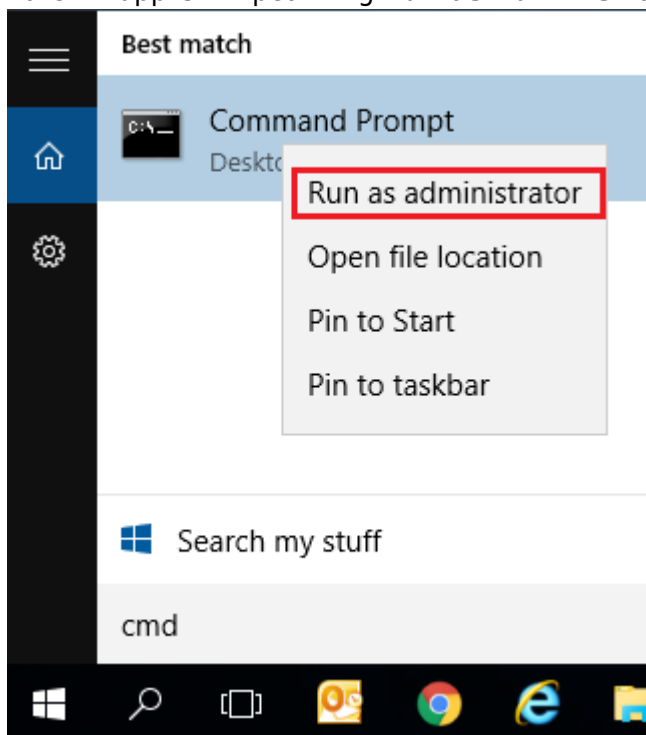 Best match
Command Prompt
Run as administrator
Open file location
Pin to Start
Pin to taskbar
Search my stuff
cmd